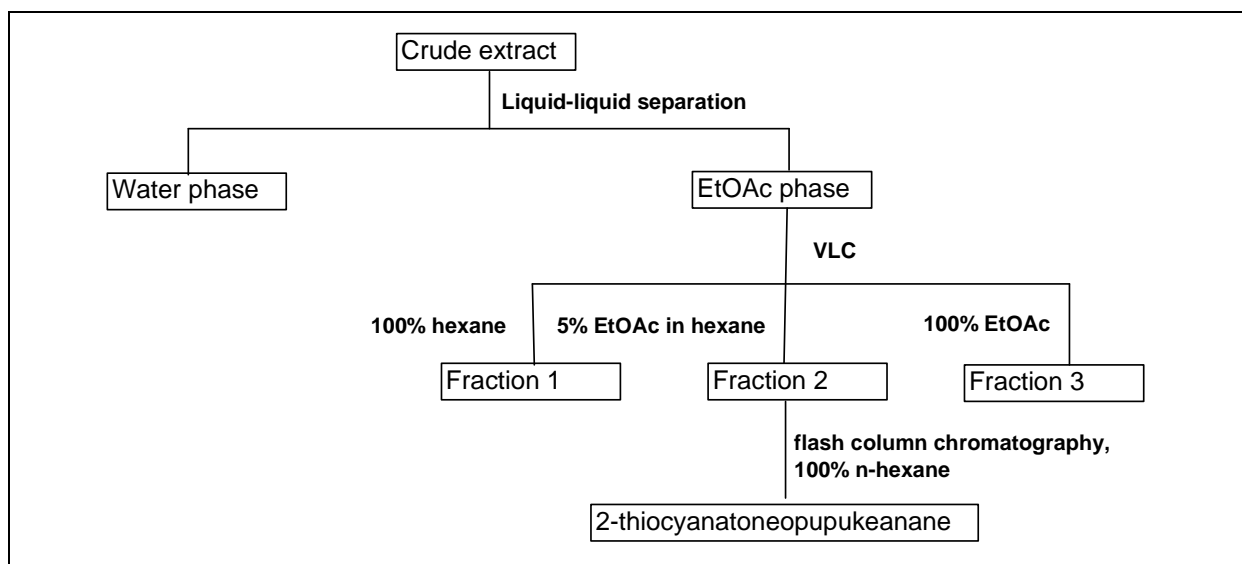 Crude extract
Liquid-liquid separation
Water phase
EtOAc phase
VLC
100% hexane
5% EtOAc in hexane
100% EtOAc
Fraction 1
Fraction 2
Fraction 3
flash column chromatography,
100% n-hexane
2-thiocyanatoneopupukeanane